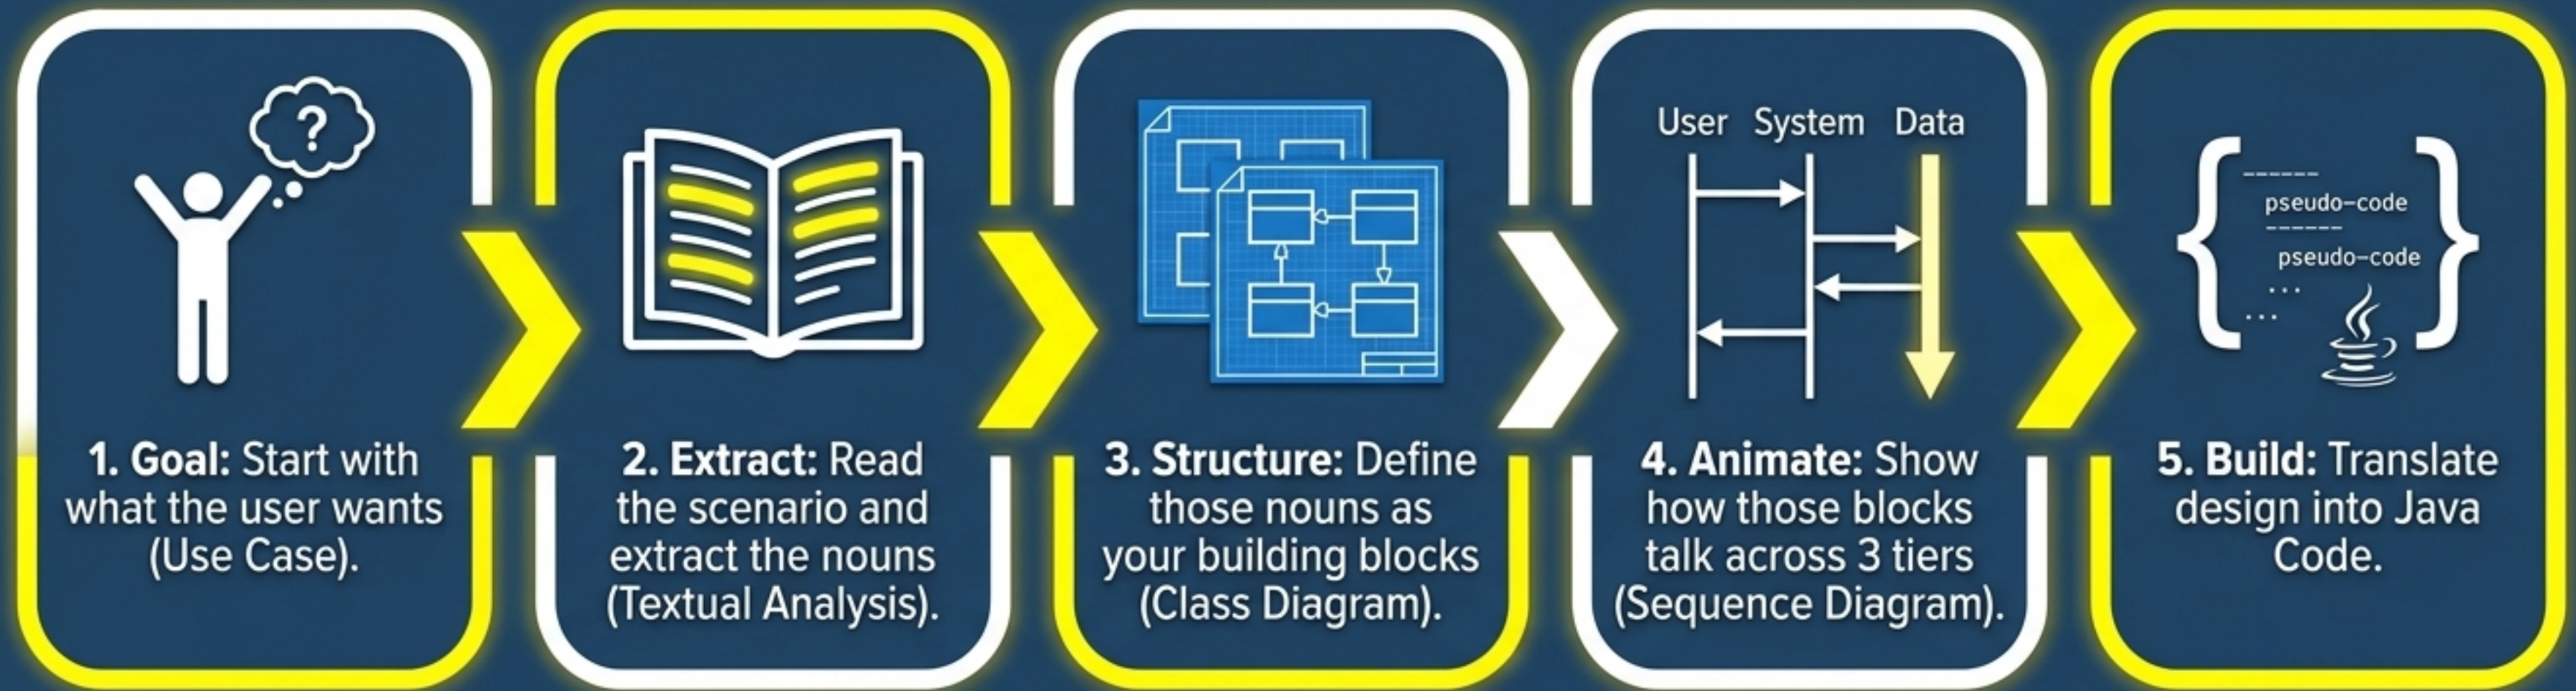 ?
1. Goal: Start with
what the user wants
(Use Case).
2. Extract: Read
the scenario and
extract the nouns
(Textual Analysis).
3. Structure: Define
those nouns as
your building blocks
(Class Diagram).
User System Data
4. Animate: Show
how those blocks
talk across 3 tiers
(Sequence Diagram).
{ ------
pseudo-code
------
pseudo-code
...
... }
5. Build: Translate
design into Java
Code.